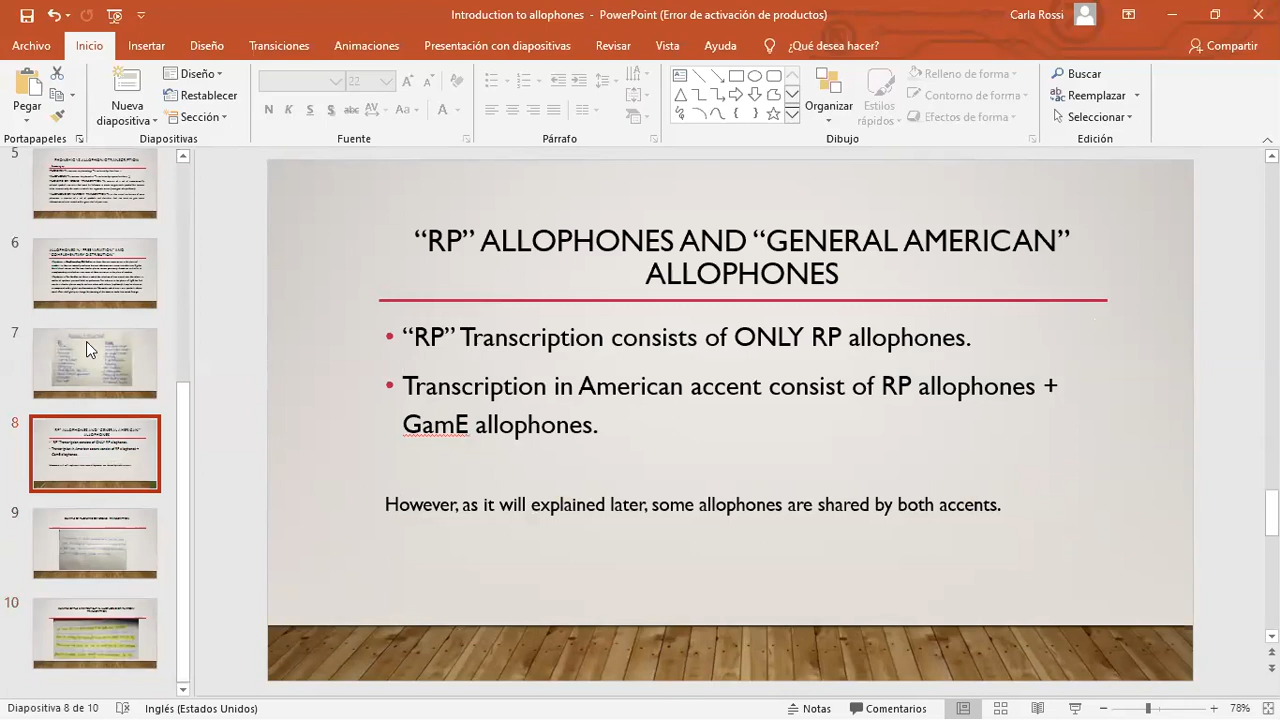 Introduction to allophones - PowerPoint (Error de activación de productos)
Carla Rossi
Archivo Inicio Insertar Diseño Transiciones Animaciones Presentación con diapositivas Revisar Vista Ayuda ¿Qué desea hacer? Compartir
Pegar
Nueva diapositiva
Diseño
Restablecer
Sección
22
N K S S abc AV Aa A
Organizar
Estilos rápidos
Relleno de forma
Contorno de forma
Efectos de forma
Buscar
Reemplazar
Seleccionar
Portapapeles Diapositivas Fuente Párrafo Dibujo Edición
5
6
7
8
9
10
“RP” ALLOPHONES AND “GENERAL AMERICAN”
ALLOPHONES
• “RP” Transcription consists of ONLY RP allophones.
• Transcription in American accent consist of RP allophones +
GamE allophones.
However, as it will explained later, some allophones are shared by both accents.
Diapositiva 8 de 10 Inglés (Estados Unidos) Notas Comentarios 78%